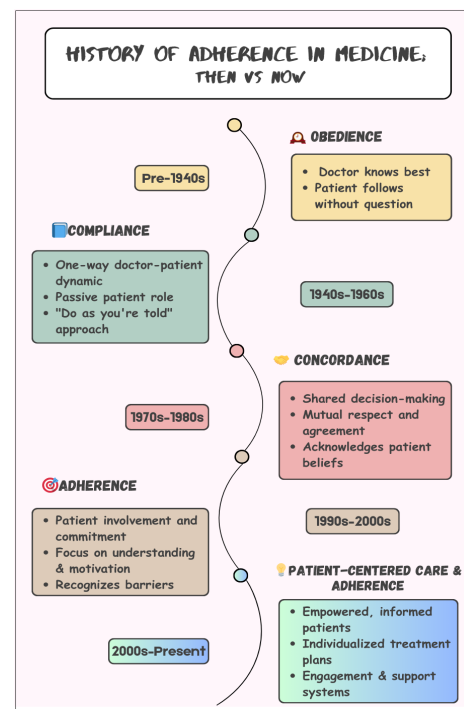 HISTORY OF ADHERENCE IN MEDICINE;
THEN VS NOW
OBEDIENCE
Pre-1940s
• Doctor knows best
• Patient follows
without question
COMPLIANCE
• One-way doctor-patient
dynamic
• Passive patient role
• "Do as you're told"
approach
1940s-1960s
CONCORDANCE
1970s-1980s
• Shared decision-making
• Mutual respect and
agreement
• Acknowledges patient
beliefs
ADHERENCE
• Patient involvement and
commitment
• Focus on understanding
& motivation
• Recognizes barriers
1990s-2000s
PATIENT-CENTERED CARE &
ADHERENCE
2000s-Present
• Empowered, informed
patients
• Individualized treatment
plans
• Engagement & support
systems